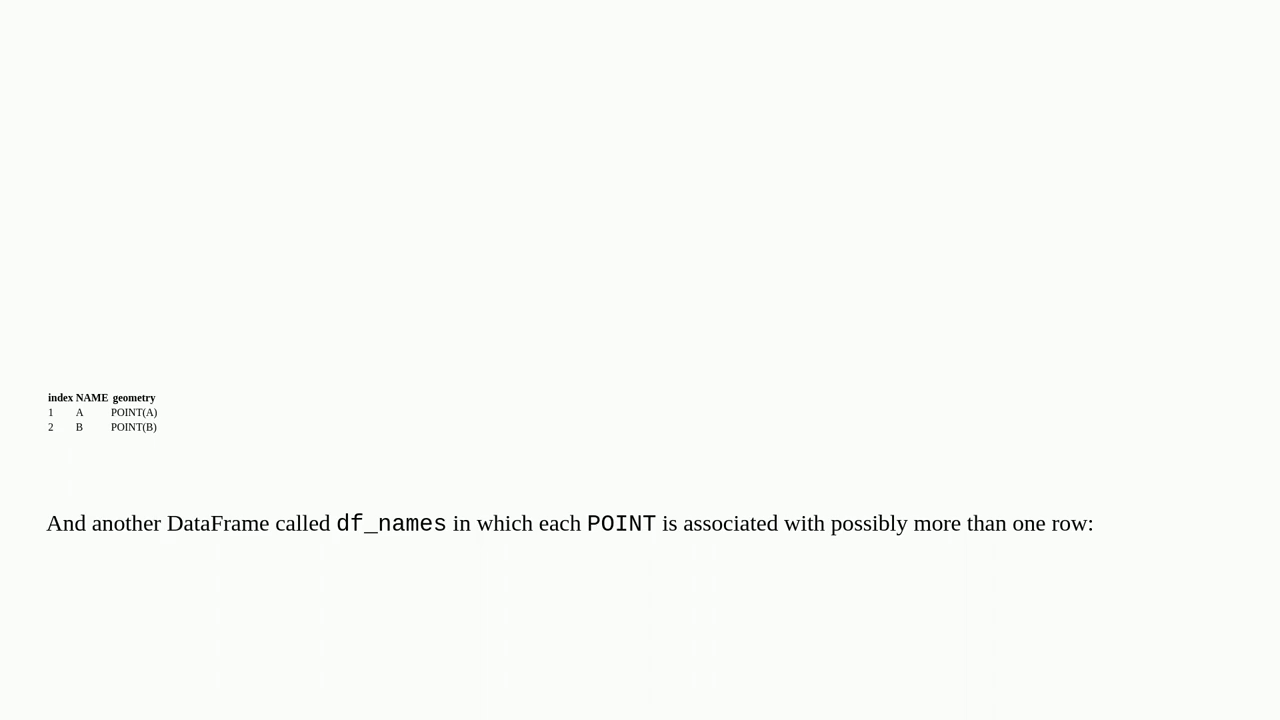 index NAME geometry
1 A POINT(A)
2 B POINT(B)
And another DataFrame called df_names in which each POINT is associated with possibly more than one row: